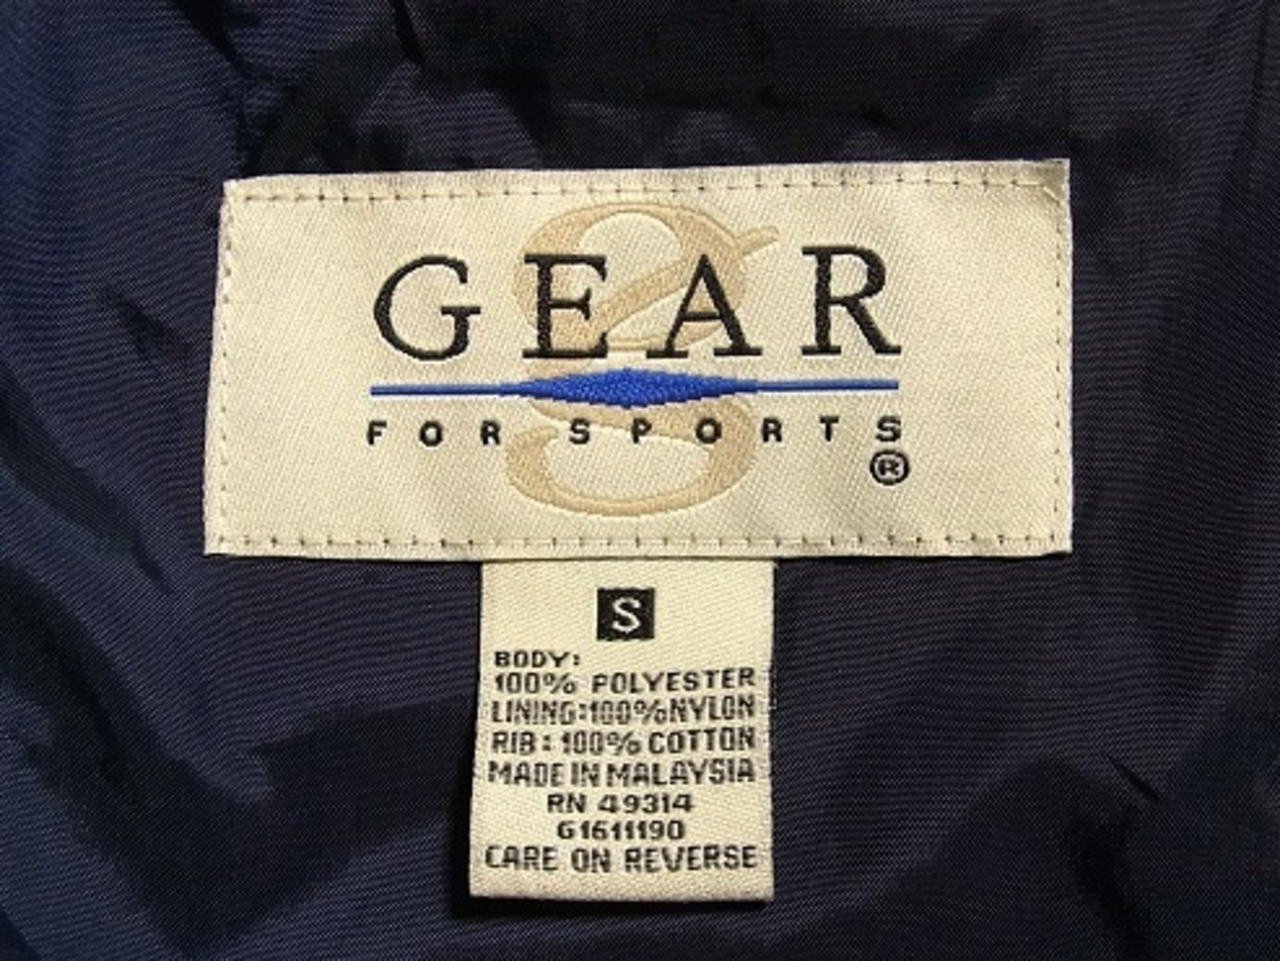 GEAR
FOR SPORTS
®
S
BODY:
100% POLYESTER
LINING:100%NYLON
RIB: 100% COTTON
MADE IN MALAYSIA
RN 49314
G1611190
CARE ON REVERSE